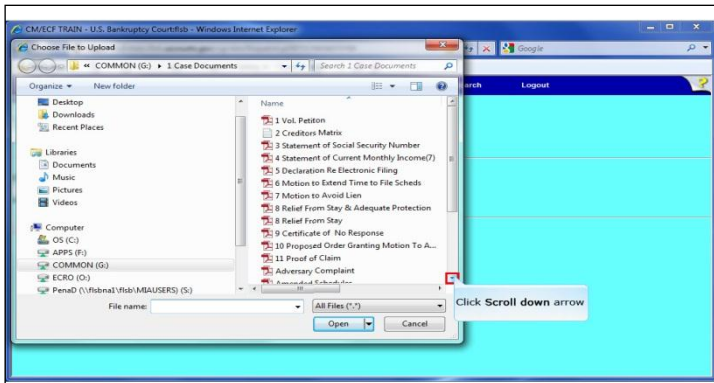 CM/ECF TRAIN - U.S. Bankruptcy Court:flsb - Windows Internet Explorer
Choose File to Upload
« COMMON (G:) ▸ 1 Case Documents
Search 1 Case Documents
Google
Organize
New folder
arch
Logout
Desktop
Downloads
Recent Places
Libraries
Documents
Music
Pictures
Videos
Computer
OS (C:)
APPS (F:)
COMMON (G:)
ECRO (O:)
PenaD (\\flsbna1\flsb\MIAUSERS) (S:)
Name
1 Vol. Petiton
2 Creditors Matrix
3 Statement of Social Security Number
4 Statement of Current Monthly Income(7)
5 Declaration Re Electronic Filing
6 Motion to Extend Time to File Scheds
7 Motion to Avoid Lien
8 Relief From Stay & Adequate Protection
8 Relief From Stay
9 Certificate of No Response
10 Proposed Order Granting Motion To A...
11 Proof of Claim
Adversary Complaint
Amended Schedules
Click Scroll down arrow
File name:
All Files (*.*)
Open
Cancel